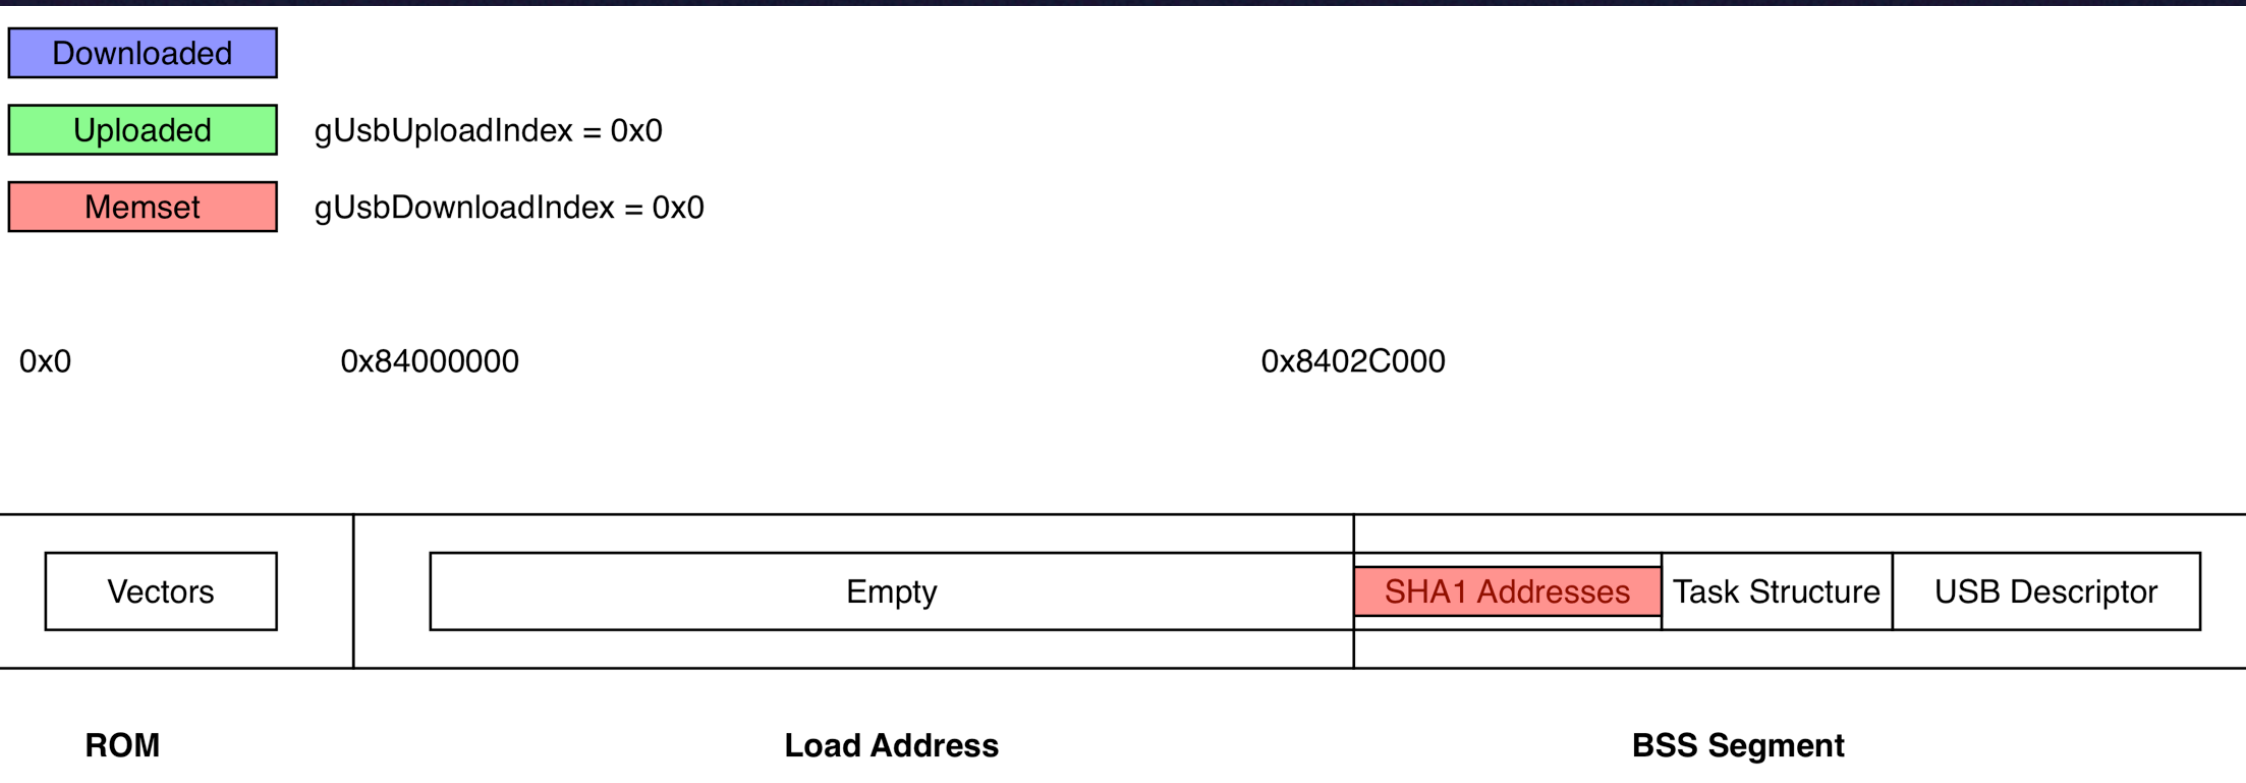 Downloaded
Uploaded gUsbUploadIndex = 0x0
Memset gUsbDownloadIndex = 0x0
0x0 0x84000000 0x8402C000
Vectors Empty SHA1 Addresses Task Structure USB Descriptor
ROM Load Address BSS Segment